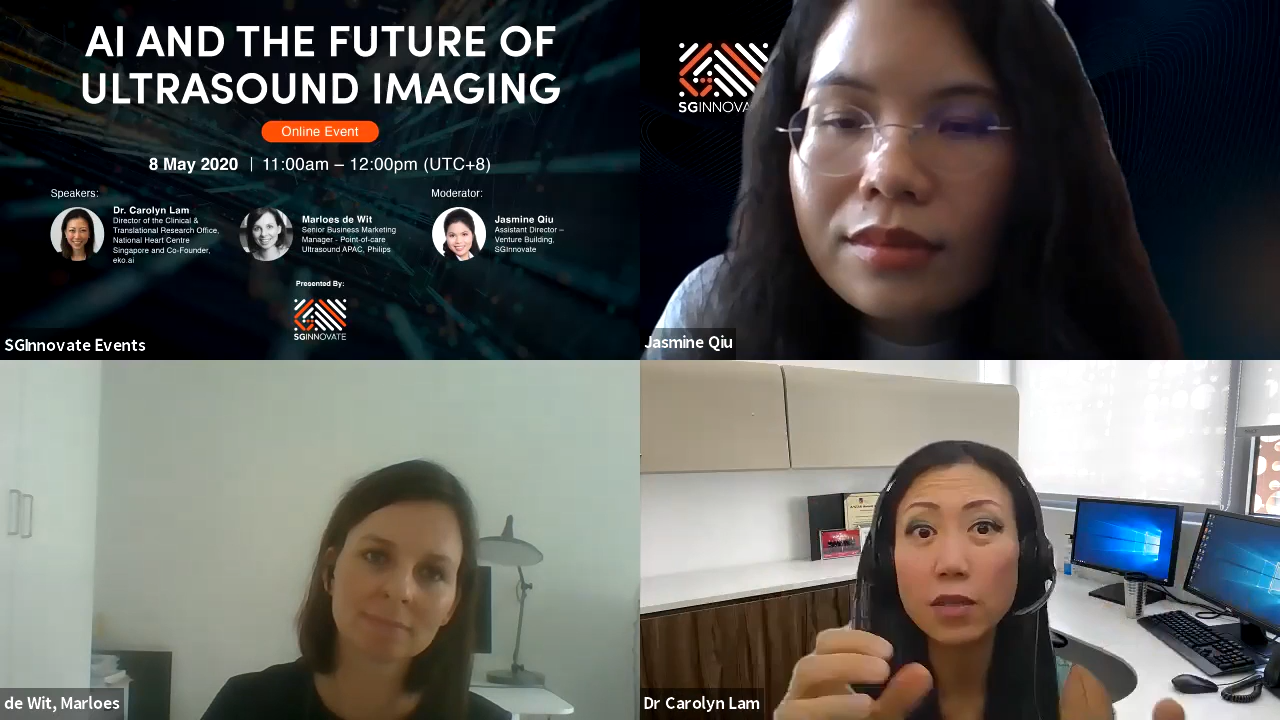 AI AND THE FUTURE OF
ULTRASOUND IMAGING
Online Event
8 May 2020 | 11:00am – 12:00pm (UTC+8)
Speakers:
Dr. Carolyn Lam
Director of the Clinical &
Translational Research Office,
National Heart Centre
Singapore and Co-Founder,
eko.ai
Marloes de Wit
Senior Business Marketing
Manager - Point-of-care
Ultrasound APAC, Philips
Moderator:
Jasmine Qiu
Assistant Director –
Venture Building,
SGInnovate
Presented By:
SGINNOVATE
SGInnovate Events
SGINNOVA
Jasmine Qiu
de Wit, Marloes
Dr Carolyn Lam